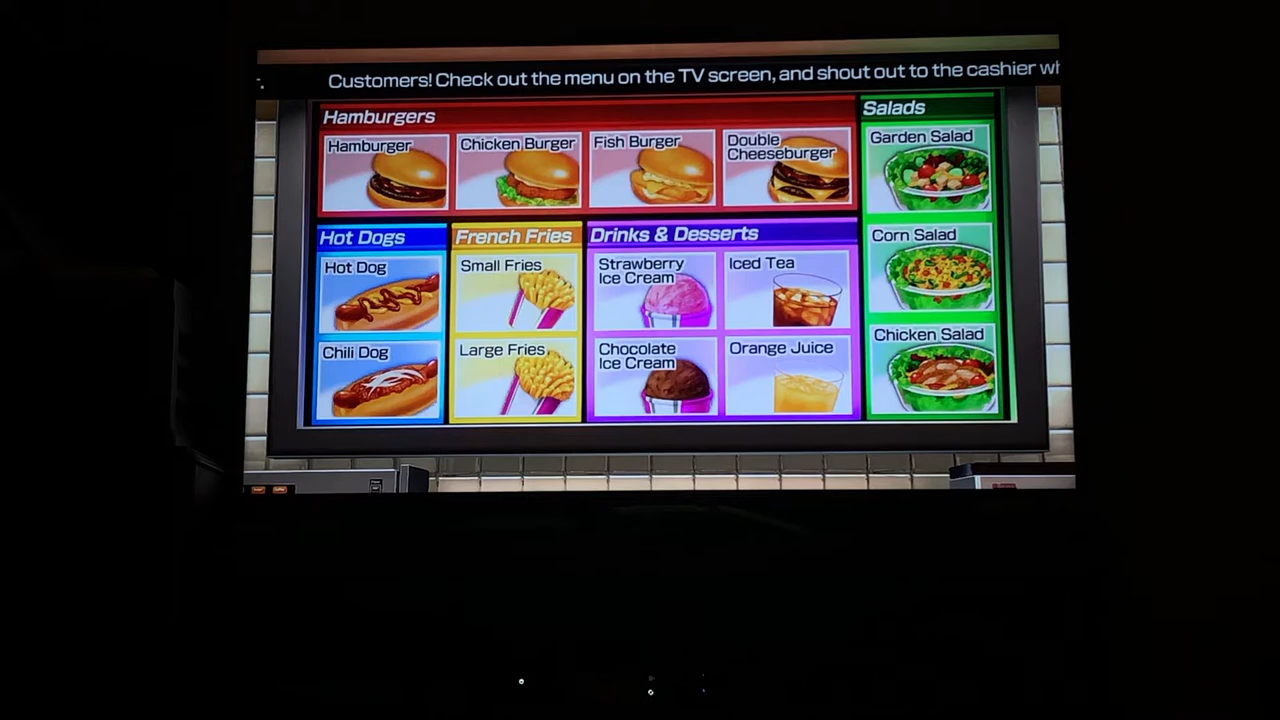 Customers! Check out the menu on the TV screen, and shout out to the cashier
Hamburgers
Hamburger
Chicken Burger
Fish Burger
Double
Cheeseburger
Hot Dogs
Hot Dog
Chili Dog
French Fries
Small Fries
Large Fries
Drinks & Desserts
Strawberry
Ice Cream
Iced Tea
Chocolate
Ice Cream
Orange Juice
Salads
Garden Salad
Corn Salad
Chicken Salad